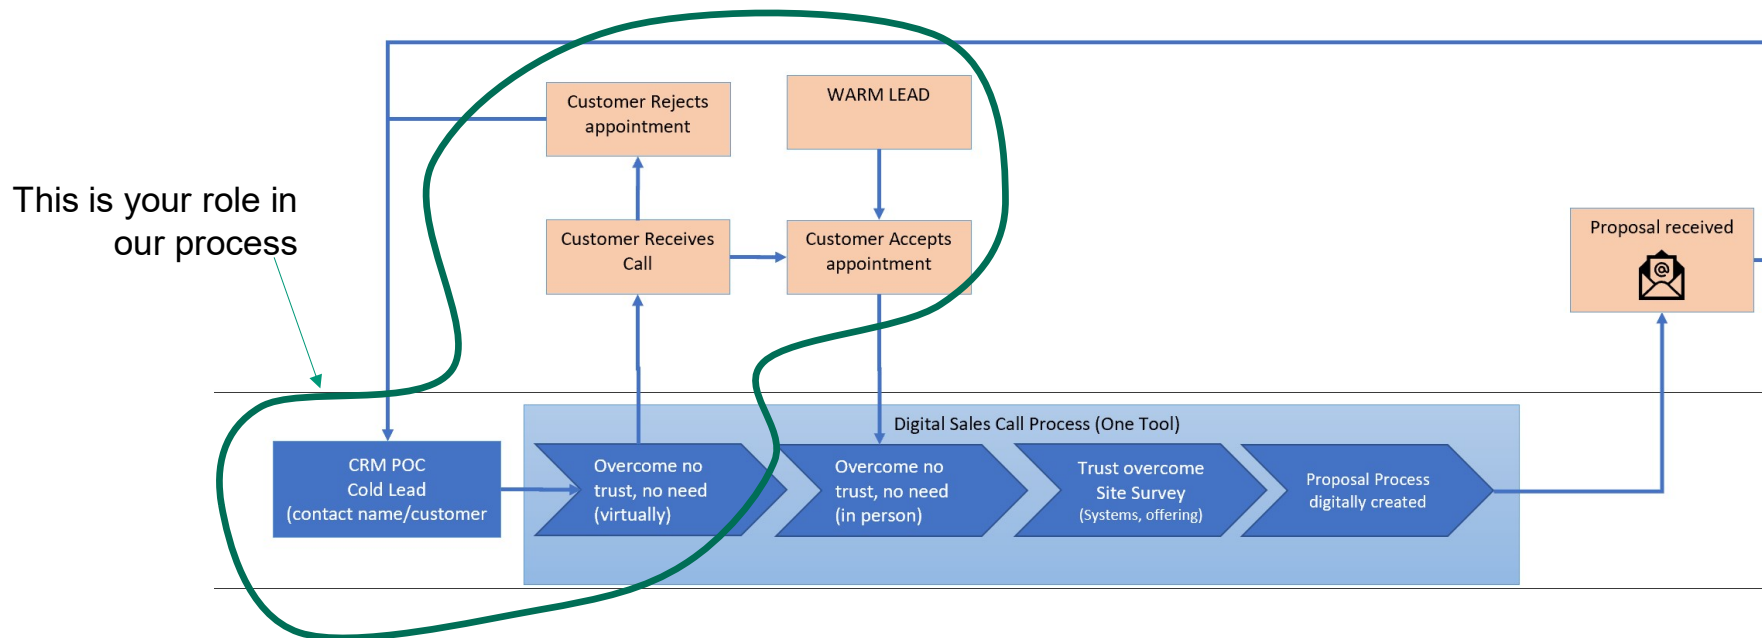 Customer Rejects
appointment
WARM LEAD
This is your role in
our process
Customer Receives
Call
Customer Accepts
appointment
Proposal received
@
Digital Sales Call Process (One Tool)
CRM POC
Cold Lead
(contact name/customer
Overcome no
trust, no need
(virtually)
Overcome no
trust, no need
(in person)
Trust overcome
Site Survey
(Systems, offering)
Proposal Process
digitally created